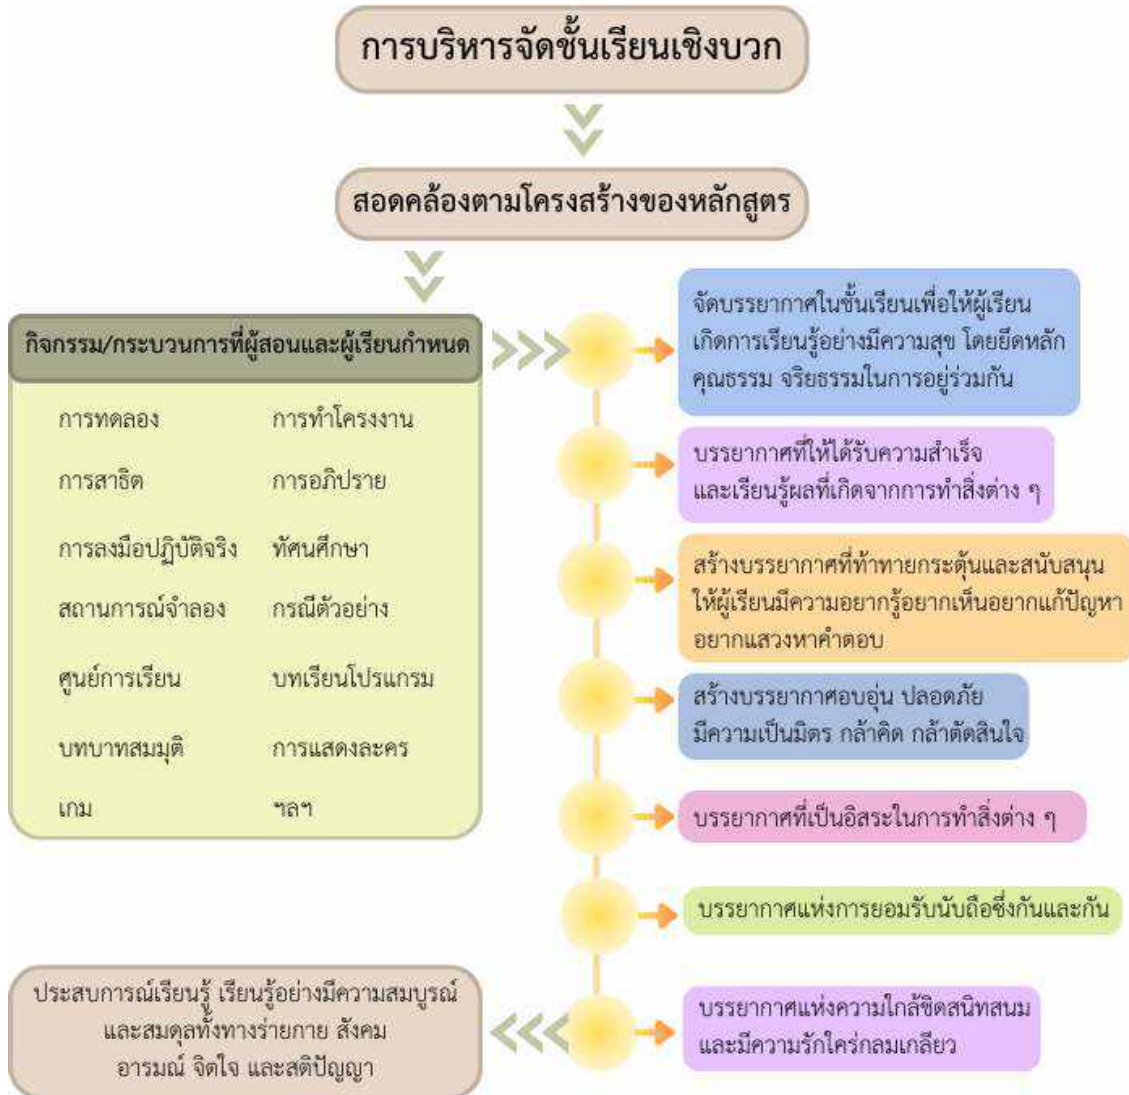 การบริหารจัดชั้นเรียนเชิงบวก
สอดคล้องตามโครงสร้างของหลักสูตร
กิจกรรม/กระบวนการที่ผู้สอนและผู้เรียนกำหนด
การทดลอง การทำโครงงาน
การสาธิต การอภิปราย
การลงมือปฏิบัติจริง ทัศนศึกษา
สถานการณ์จำลอง กรณีตัวอย่าง
ศูนย์การเรียน บทเรียนโปรแกรม
บทบาทสมมุติ การแสดงละคร
เกม ฯลฯ
จัดบรรยากาศในชั้นเรียนเพื่อให้ผู้เรียน
เกิดการเรียนรู้อย่างมีความสุข โดยยึดหลัก
คุณธรรม จริยธรรมในการอยู่ร่วมกัน
บรรยากาศที่ให้ได้รับความสำเร็จ
และเรียนรู้ผลที่เกิดจากการทำสิ่งต่าง ๆ
สร้างบรรยากาศที่ท้าทายกระตุ้นและสนับสนุน
ให้ผู้เรียนมีความอยากรู้อยากเห็นอยากแก้ปัญหา
อยากแสวงหาคำตอบ
สร้างบรรยากาศอบอุ่น ปลอดภัย
มีความเป็นมิตร กล้าคิด กล้าตัดสินใจ
บรรยากาศที่เป็นอิสระในการทำสิ่งต่าง ๆ
บรรยากาศแห่งการยอมรับนับถือซึ่งกันและกัน
บรรยากาศแห่งความใกล้ชิดสนิทสนม
และมีความรักใคร่กลมเกลียว
ประสบการณ์เรียนรู้ เรียนรู้อย่างมีความสมบูรณ์
และสมดุลทั้งทางร่ายกาย สังคม
อารมณ์ จิตใจ และสติปัญญา